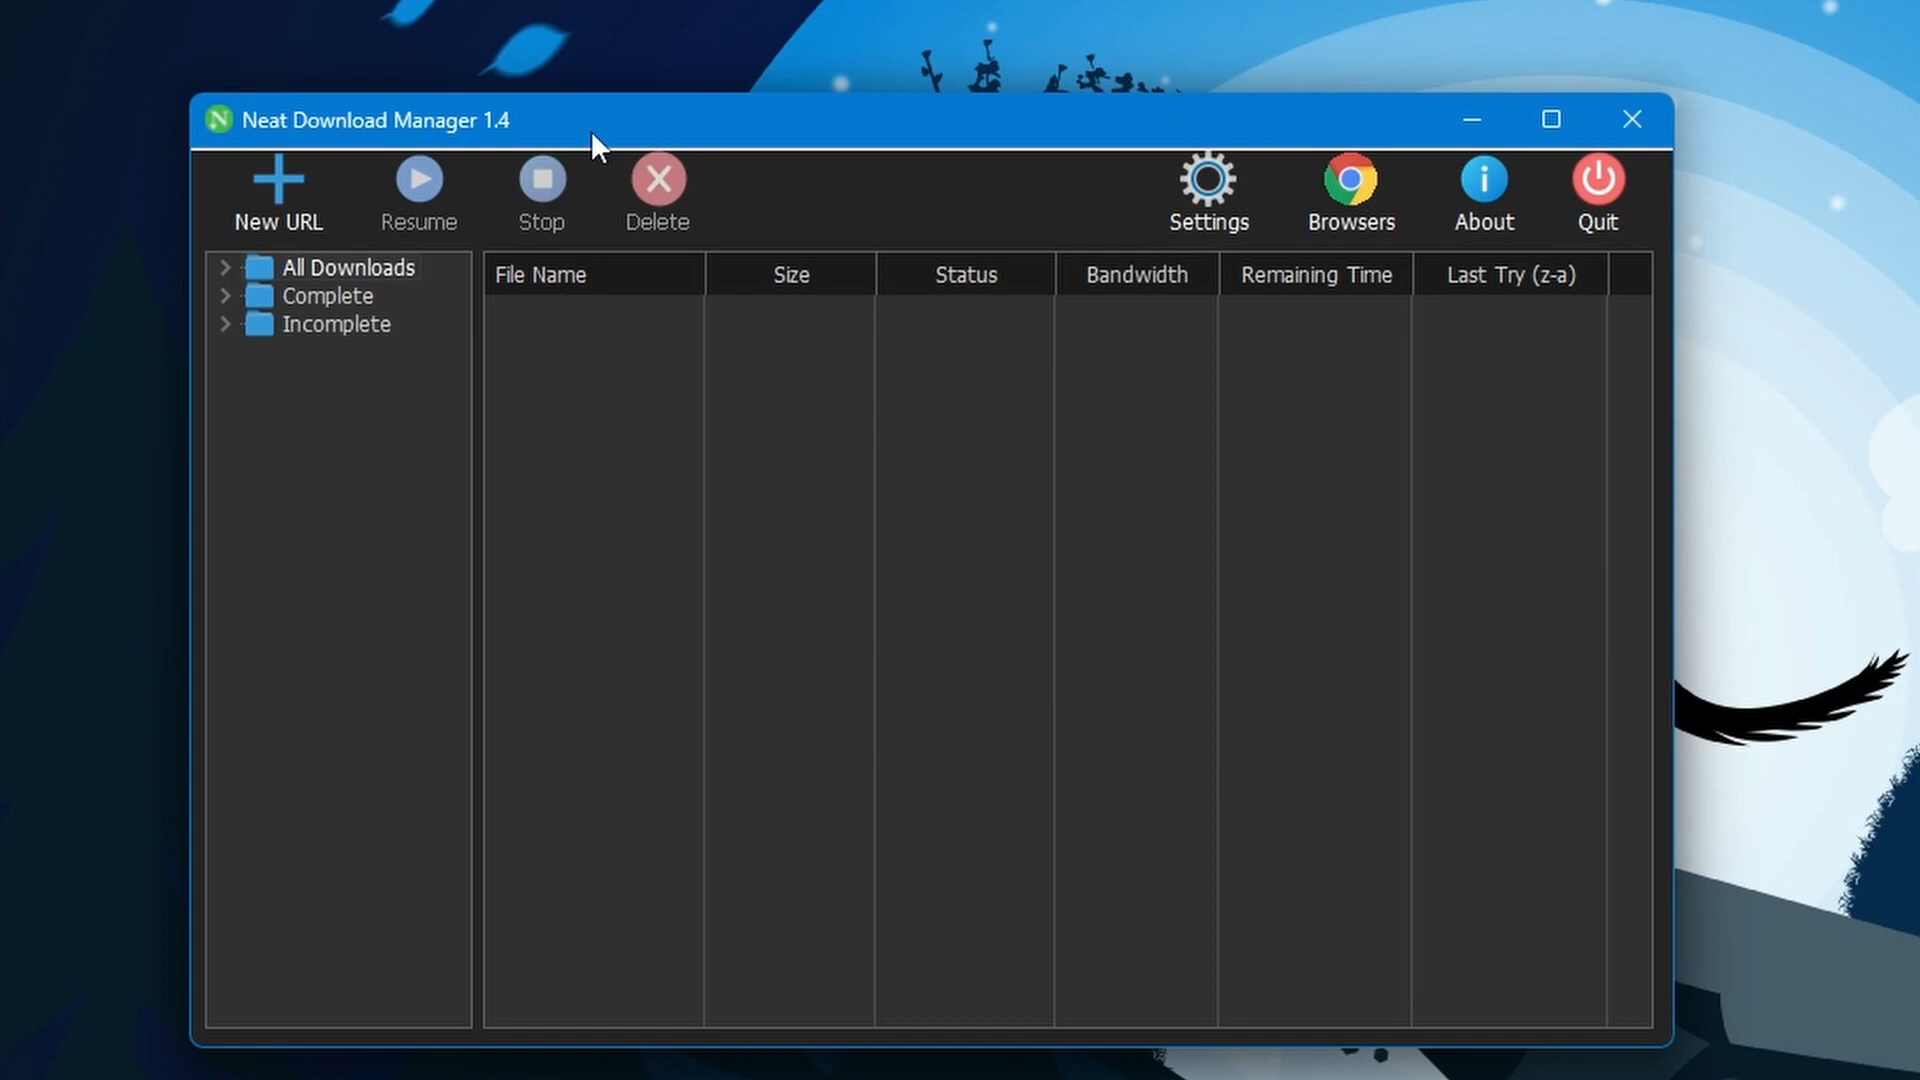 Neat Download Manager 1.4
New URL Resume Stop Delete Settings Browsers About Quit
All Downloads
Complete
Incomplete
File Name Size Status Bandwidth Remaining Time Last Try (z-a)